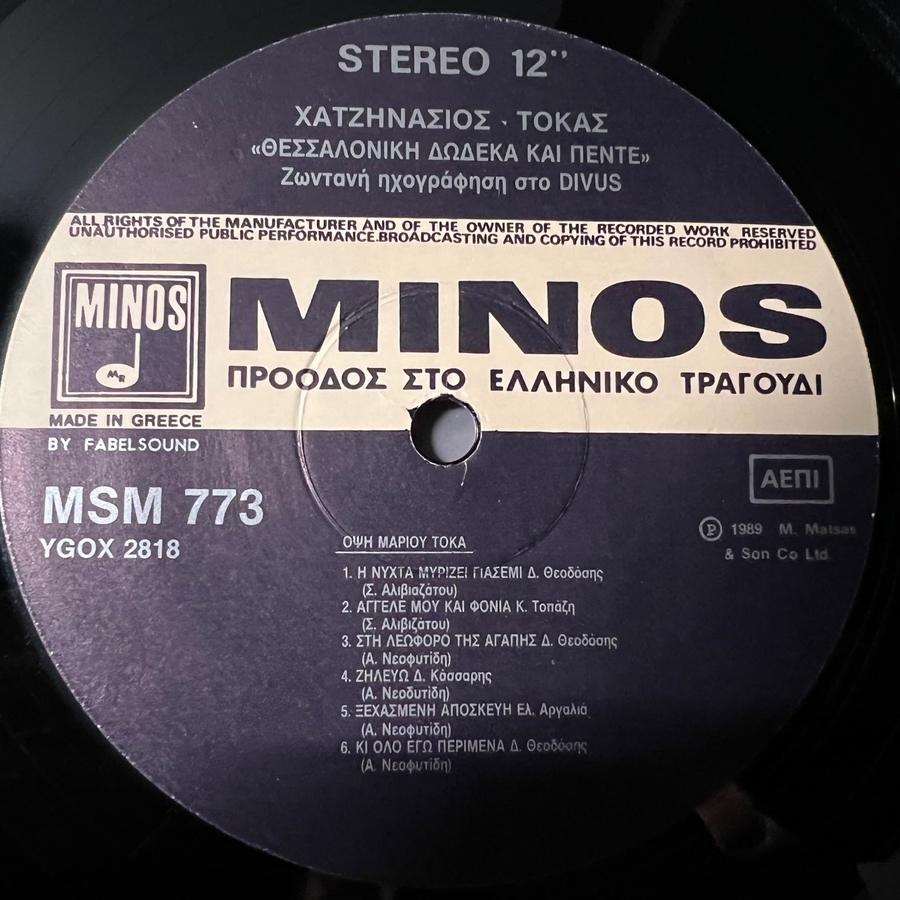 STEREO 12''
ΧΑΤΖΗΝΑΣΙΟΣ - ΤΟΚΑΣ
«ΘΕΣΣΑΛΟΝΙΚΗ ΔΩΔΕΚΑ ΚΑΙ ΠΕΝΤΕ»
Ζωντανή ηχογράφηση στο DIVUS
ALL RIGHTS OF THE MANUFACTURER AND OF THE OWNER OF THE RECORDED WORK RESERVED
UNAUTHORISED PUBLIC PERFORMANCE.BROADCASTING AND COPYING OF THIS RECORD PROHIBITED
MINOS
MR
MINOS
ΠΡΟΟΔΟΣ ΣΤΟ ΕΛΛΗΝΙΚΟ ΤΡΑΓΟΥΔΙ
MADE IN GREECE
BY FABELSOUND
ΑΕΠΙ
MSM 773
YGOX 2818
Ⓟ 1989 M. Matsas
& Son Co Ltd.
ΟΨΗ ΜΑΡΙΟΥ ΤΟΚΑ
1. Η ΝΥΧΤΑ ΜΥΡΙΖΕΙ ΓΙΑΣΕΜΙ Δ. Θεοδόσης
(Σ. Αλιβιαζάτου)
2. ΑΓΓΕΛΕ ΜΟΥ ΚΑΙ ΦΟΝΙΑ Κ. Τοπάζη
(Σ. Αλιβιζάτου)
3. ΣΤΗ ΛΕΩΦΟΡΟ ΤΗΣ ΑΓΑΠΗΣ Δ. Θεοδόσης
(Α. Νεοφυτίδη)
4. ΖΗΛΕΥΩ Δ. Κόσσαρης
(Α. Νεοδυτίδη)
5. ΞΕΧΑΣΜΕΝΗ ΑΠΟΣΚΕΥΗ Ελ. Αργαλιά
(Α. Νεοφυτίδη)
6. ΚΙ ΟΛΟ ΕΓΩ ΠΕΡΙΜΕΝΑ Δ. Θεοδόσης
(Α. Νεοφυτίδη)